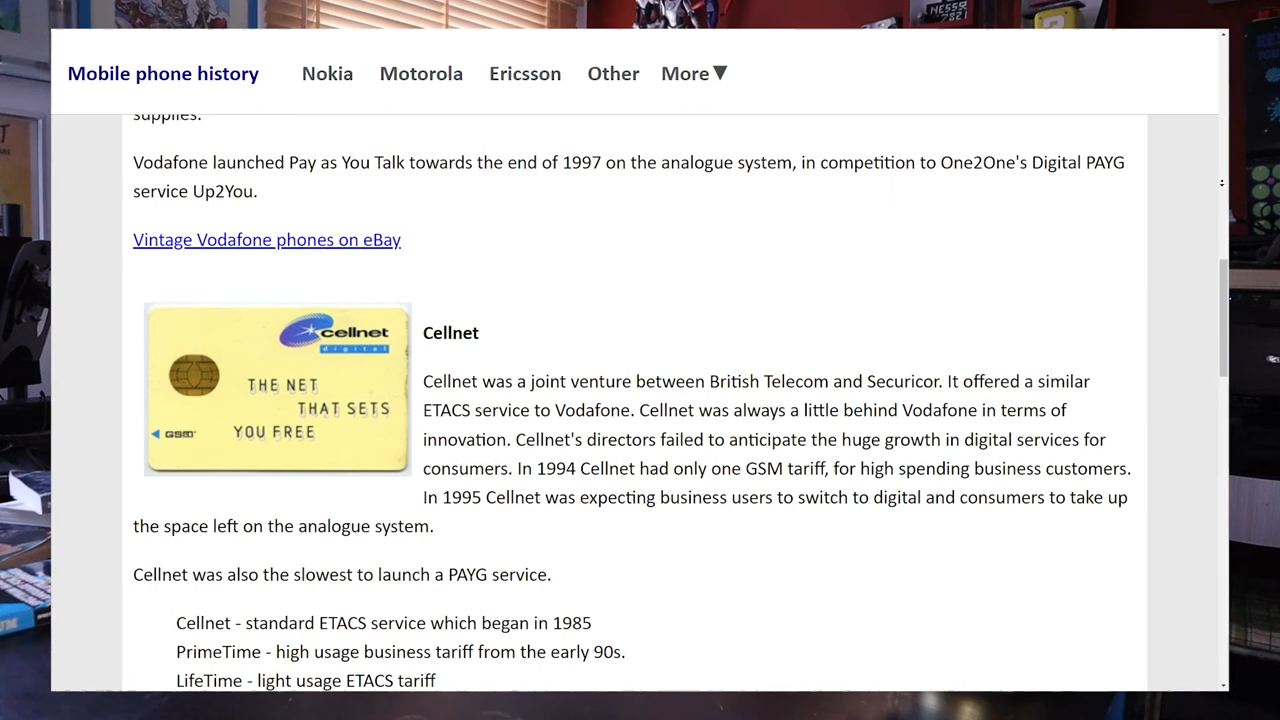 Mobile phone history Nokia Motorola Ericsson Other More▼
supplies.
Vodafone launched Pay as You Talk towards the end of 1997 on the analogue system, in competition to One2One's Digital PAYG
service Up2You.
Vintage Vodafone phones on eBay
cellnet
digital
THE NET
THAT SETS
YOU FREE
GSM
Cellnet
Cellnet was a joint venture between British Telecom and Securicor. It offered a similar
ETACS service to Vodafone. Cellnet was always a little behind Vodafone in terms of
innovation. Cellnet's directors failed to anticipate the huge growth in digital services for
consumers. In 1994 Cellnet had only one GSM tariff, for high spending business customers.
In 1995 Cellnet was expecting business users to switch to digital and consumers to take up
the space left on the analogue system.
Cellnet was also the slowest to launch a PAYG service.
Cellnet - standard ETACS service which began in 1985
PrimeTime - high usage business tariff from the early 90s.
LifeTime - light usage ETACS tariff